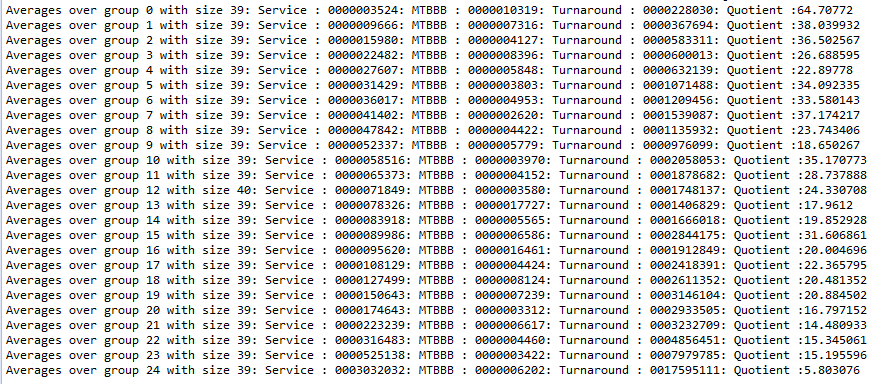 Averages over group 0 with size 39: Service : 0000003524: MTBBB : 0000010319: Turnaround : 0000228030: Quotient :64.70772
Averages over group 1 with size 39: Service : 0000009666: MTBBB : 0000007316: Turnaround : 0000367694: Quotient :38.039932
Averages over group 2 with size 39: Service : 0000015980: MTBBB : 0000004127: Turnaround : 0000583311: Quotient :36.502567
Averages over group 3 with size 39: Service : 0000022482: MTBBB : 0000008396: Turnaround : 0000600013: Quotient :26.688595
Averages over group 4 with size 39: Service : 0000027607: MTBBB : 0000005848: Turnaround : 0000632139: Quotient :22.89778
Averages over group 5 with size 39: Service : 0000031429: MTBBB : 0000003803: Turnaround : 0001071488: Quotient :34.092335
Averages over group 6 with size 39: Service : 0000036017: MTBBB : 0000004953: Turnaround : 0001209456: Quotient :33.580143
Averages over group 7 with size 39: Service : 0000041402: MTBBB : 0000002620: Turnaround : 0001539087: Quotient :37.174217
Averages over group 8 with size 39: Service : 0000047842: MTBBB : 0000004422: Turnaround : 0001135932: Quotient :23.743406
Averages over group 9 with size 39: Service : 0000052337: MTBBB : 0000005779: Turnaround : 0000976099: Quotient :18.650267
Averages over group 10 with size 39: Service : 0000058516: MTBBB : 0000003970: Turnaround : 0002058053: Quotient :35.170773
Averages over group 11 with size 39: Service : 0000065373: MTBBB : 0000004152: Turnaround : 0001878682: Quotient :28.737888
Averages over group 12 with size 40: Service : 0000071849: MTBBB : 0000003580: Turnaround : 0001748137: Quotient :24.330708
Averages over group 13 with size 39: Service : 0000078326: MTBBB : 0000017727: Turnaround : 0001406829: Quotient :17.9612
Averages over group 14 with size 39: Service : 0000083918: MTBBB : 0000005565: Turnaround : 0001666018: Quotient :19.852928
Averages over group 15 with size 39: Service : 0000089986: MTBBB : 0000006586: Turnaround : 0002844175: Quotient :31.606861
Averages over group 16 with size 39: Service : 0000095620: MTBBB : 0000016461: Turnaround : 0001912849: Quotient :20.004696
Averages over group 17 with size 39: Service : 0000108129: MTBBB : 0000004424: Turnaround : 0002418391: Quotient :22.365795
Averages over group 18 with size 39: Service : 0000127499: MTBBB : 0000008124: Turnaround : 0002611352: Quotient :20.481352
Averages over group 19 with size 39: Service : 0000150643: MTBBB : 0000007239: Turnaround : 0003146104: Quotient :20.884502
Averages over group 20 with size 39: Service : 0000174643: MTBBB : 0000003312: Turnaround : 0002933505: Quotient :16.797152
Averages over group 21 with size 39: Service : 0000223239: MTBBB : 0000006617: Turnaround : 0003232709: Quotient :14.480933
Averages over group 22 with size 39: Service : 0000316483: MTBBB : 0000004460: Turnaround : 0004856451: Quotient :15.345061
Averages over group 23 with size 39: Service : 0000525138: MTBBB : 0000003422: Turnaround : 0007979785: Quotient :15.195596
Averages over group 24 with size 39: Service : 0003032032: MTBBB : 0000006202: Turnaround : 0017595111: Quotient :5.803076